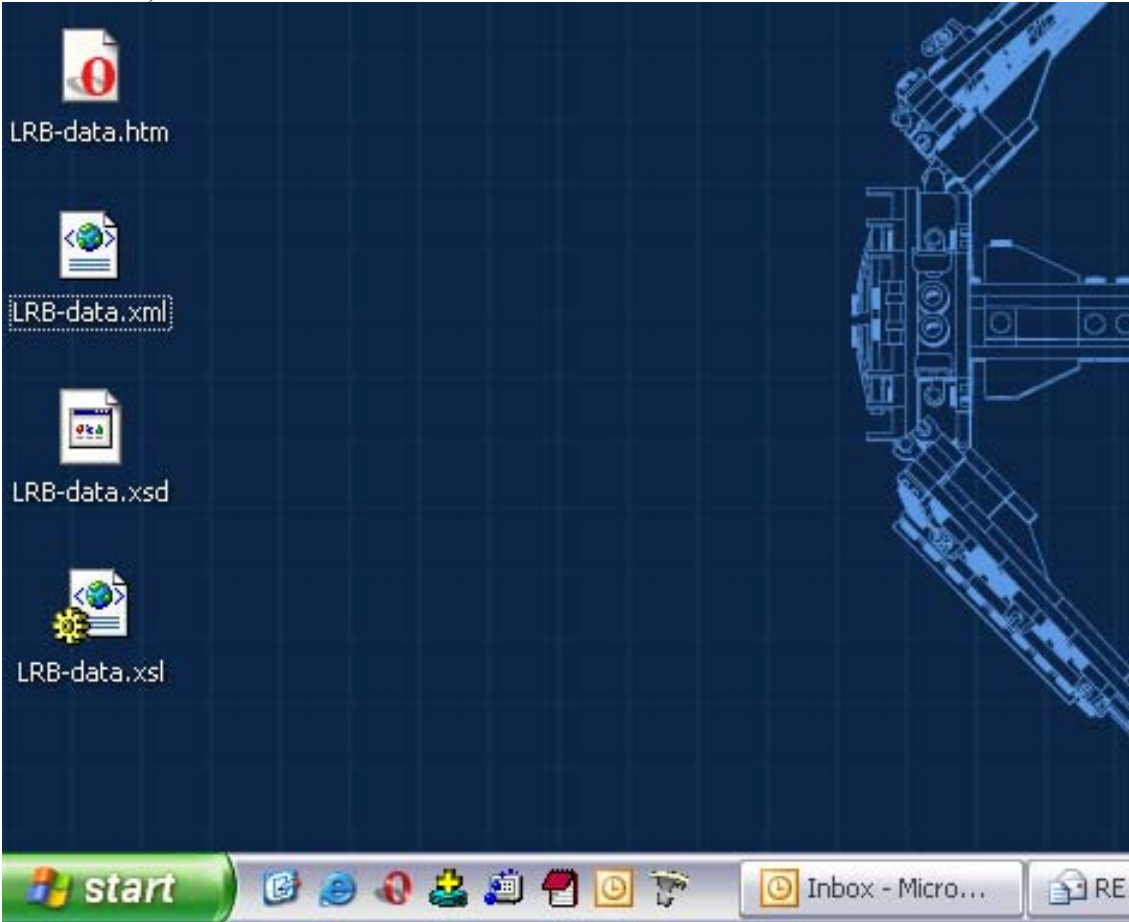 LRB-data.htm
LRB-data.xml
LRB-data.xsd
LRB-data.xsl
start
Inbox - Micro...
RE